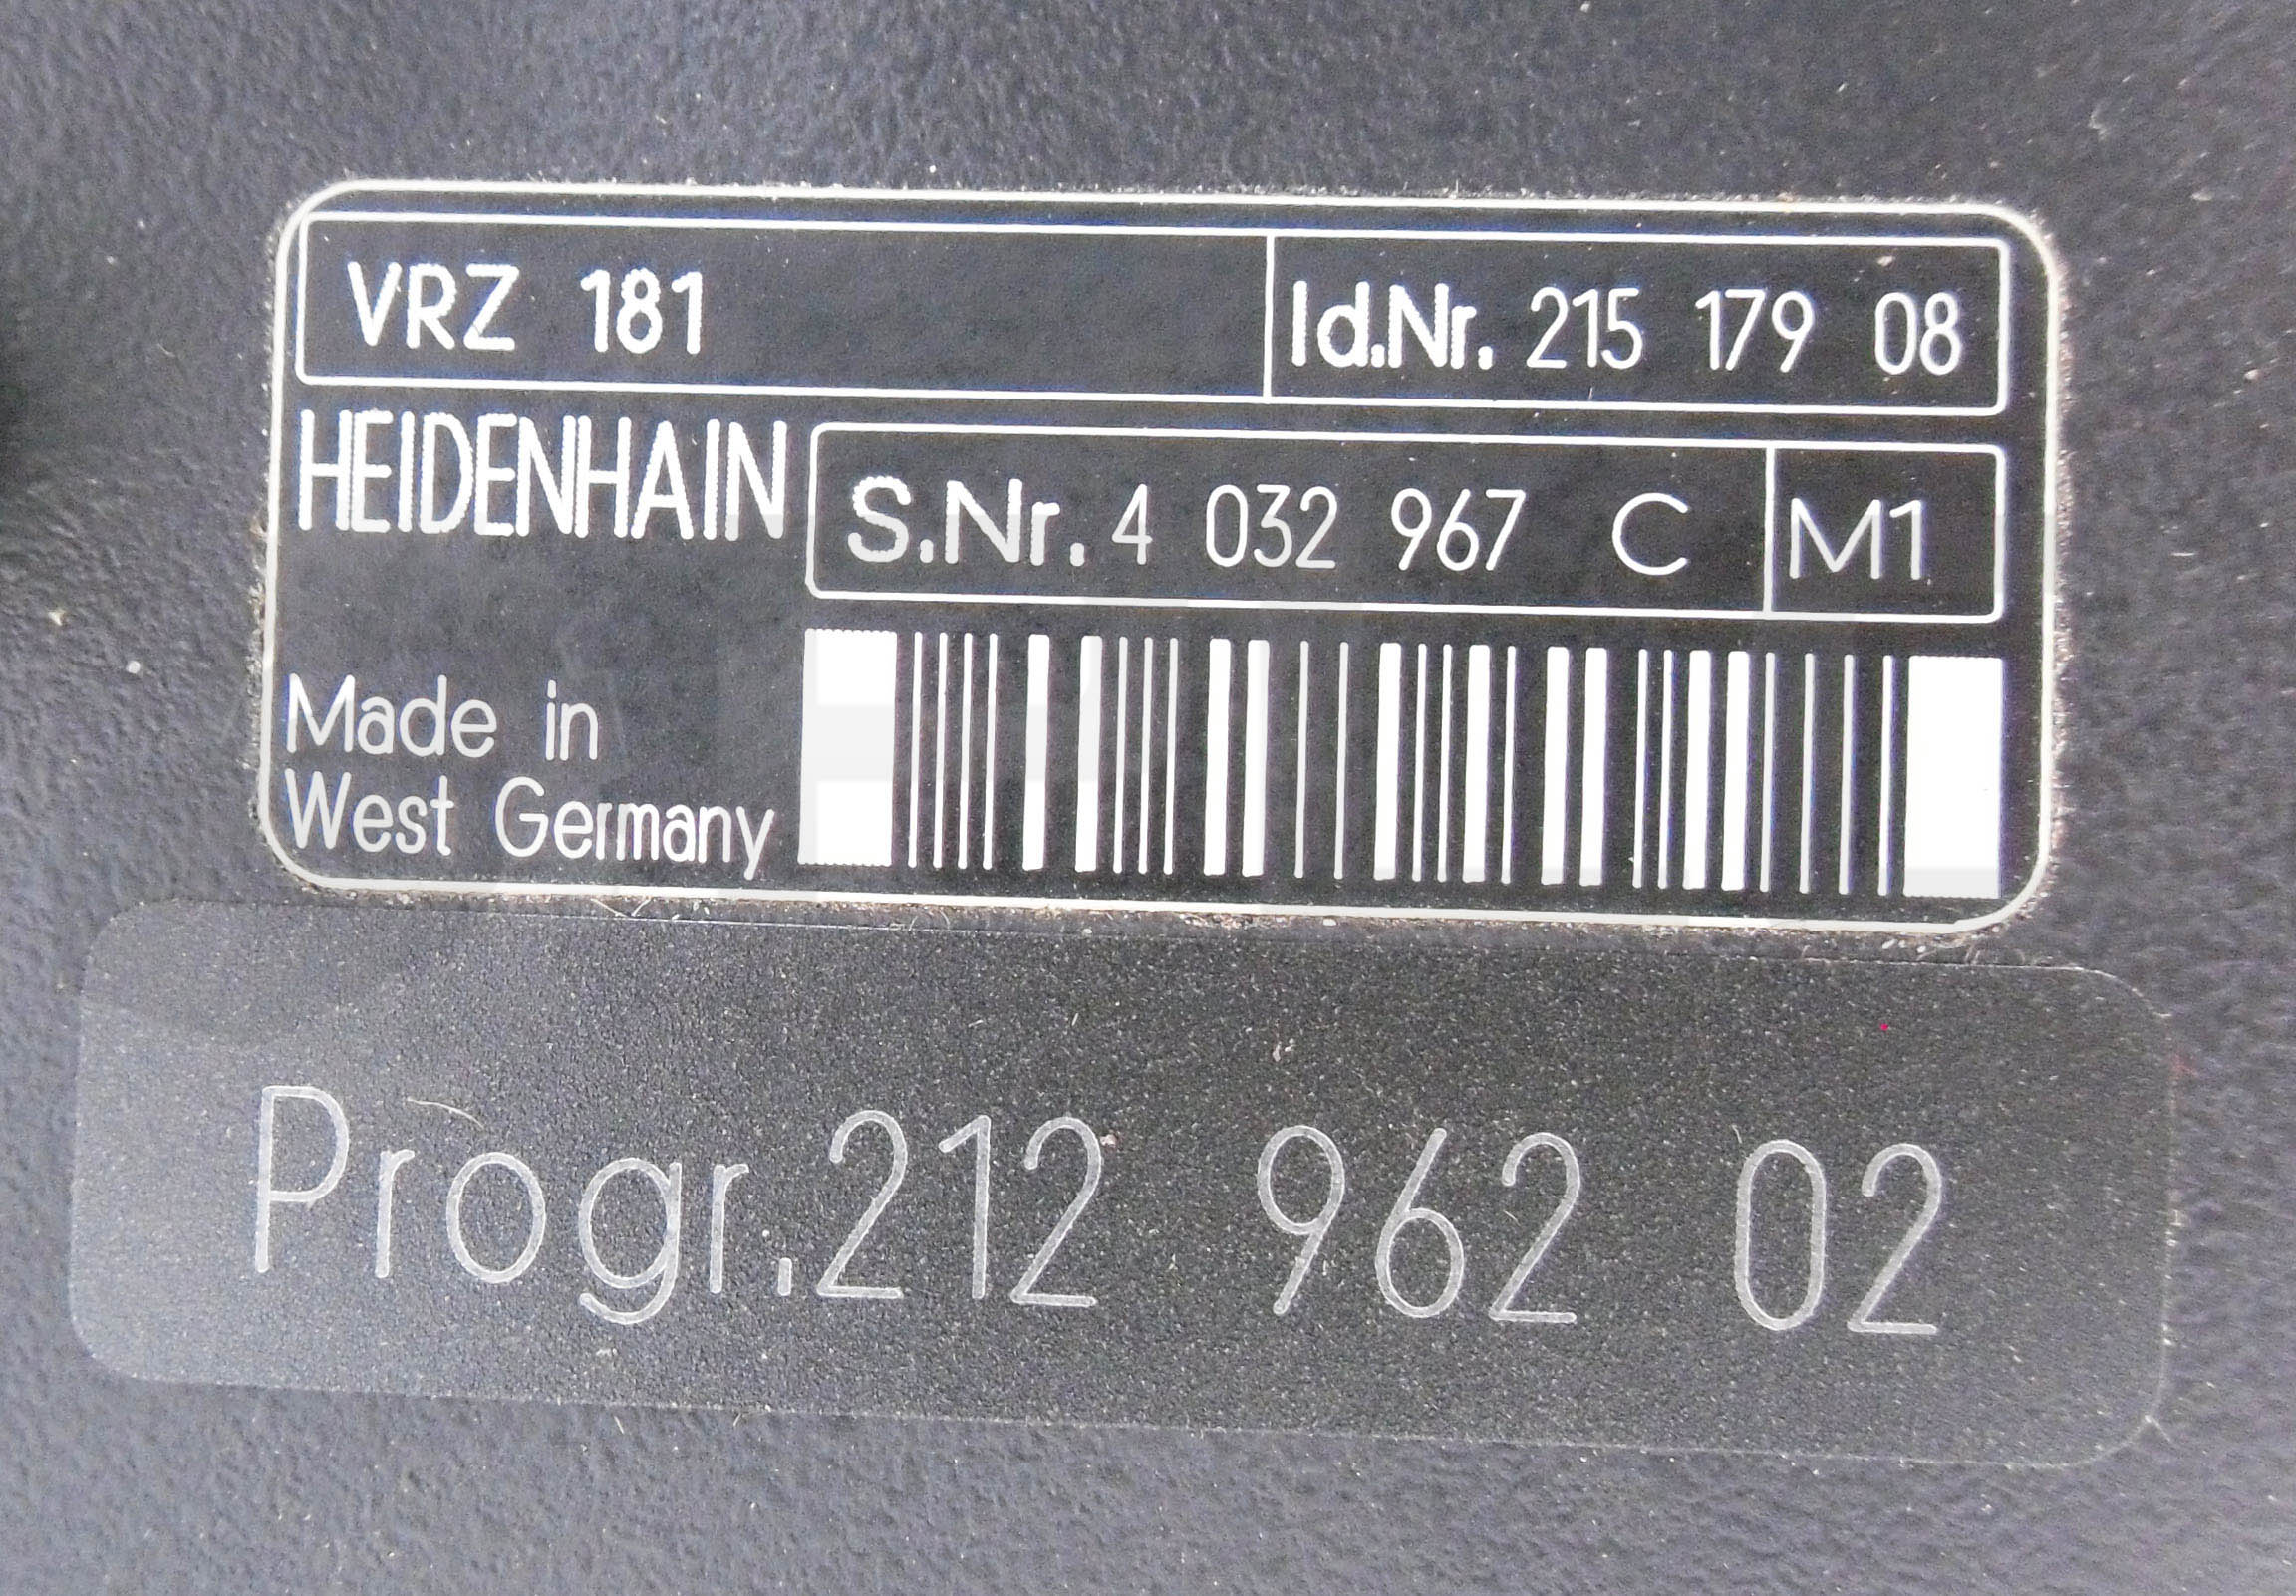 VRZ 181 Id.Nr. 215 179 08
HEIDENHAIN S.Nr. 4 032 967 C M1
Made in
West Germany
Progr.212 962 02